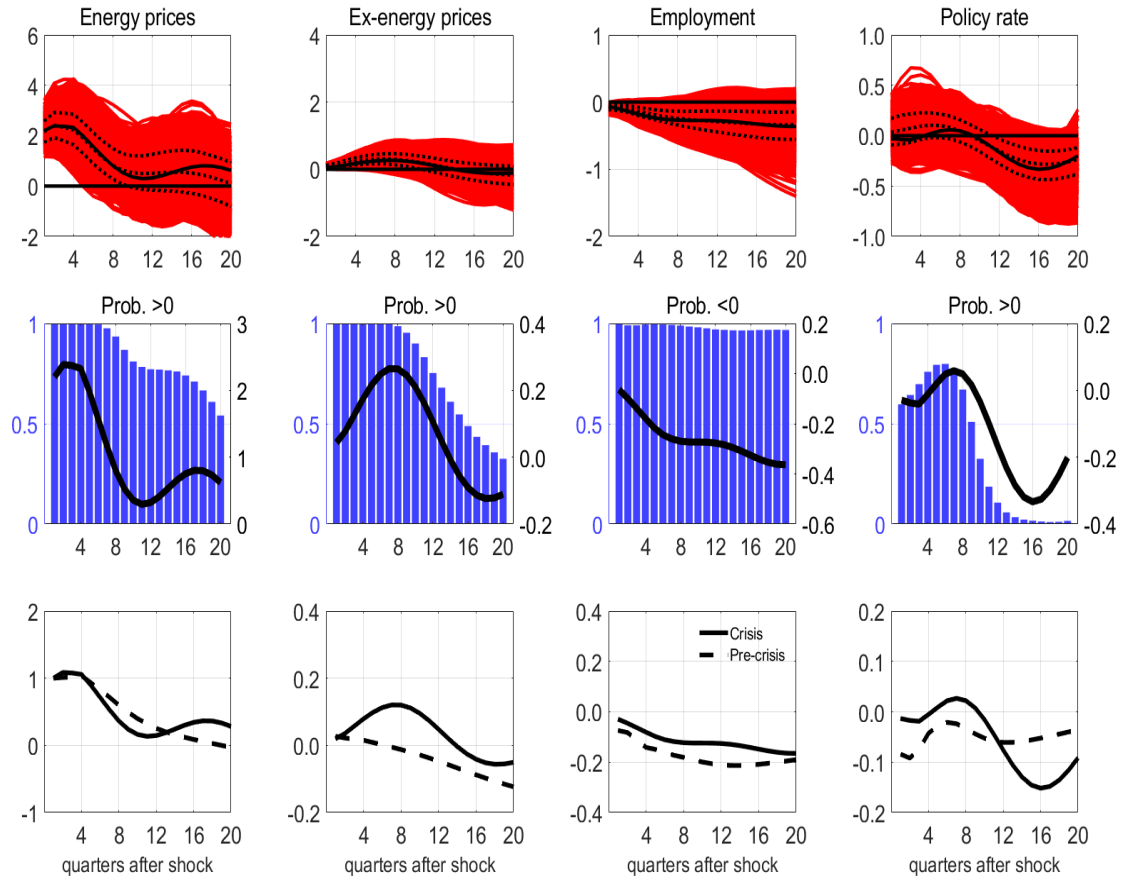 Energy prices Ex-energy prices Employment Policy rate
6 4 1 1.0
4 2 0 0.5
2 0 -1 0.0
0 -0.5
-2 -2 -2 -1.0
4 8 12 16 20 4 8 12 16 20 4 8 12 16 20 4 8 12 16 20
Prob. >0 Prob. >0 Prob. <0 Prob. >0
1 3 1 0.4 1 0.2 1 0.2
2 0.2 0.0 0.0
0.5 0.5 0.5 -0.2 0.5
1 0.0 -0.4 -0.2
0 0 0 -0.2 0 -0.6 0 -0.4
4 8 12 16 20 4 8 12 16 20 4 8 12 16 20 4 8 12 16 20
2 0.4 0.4 0.2
Crisis
Pre-crisis
1 0.2 0.2 0.1
0 0.0 0.0 0.0
-0.2 -0.1
-1 0.2 -0.4 -0.2
4 8 12 16 20 4 8 12 16 20 4 8 12 16 20 4 8 12 16 20
quarters after shock quarters after shock quarters after shock quarters after shock